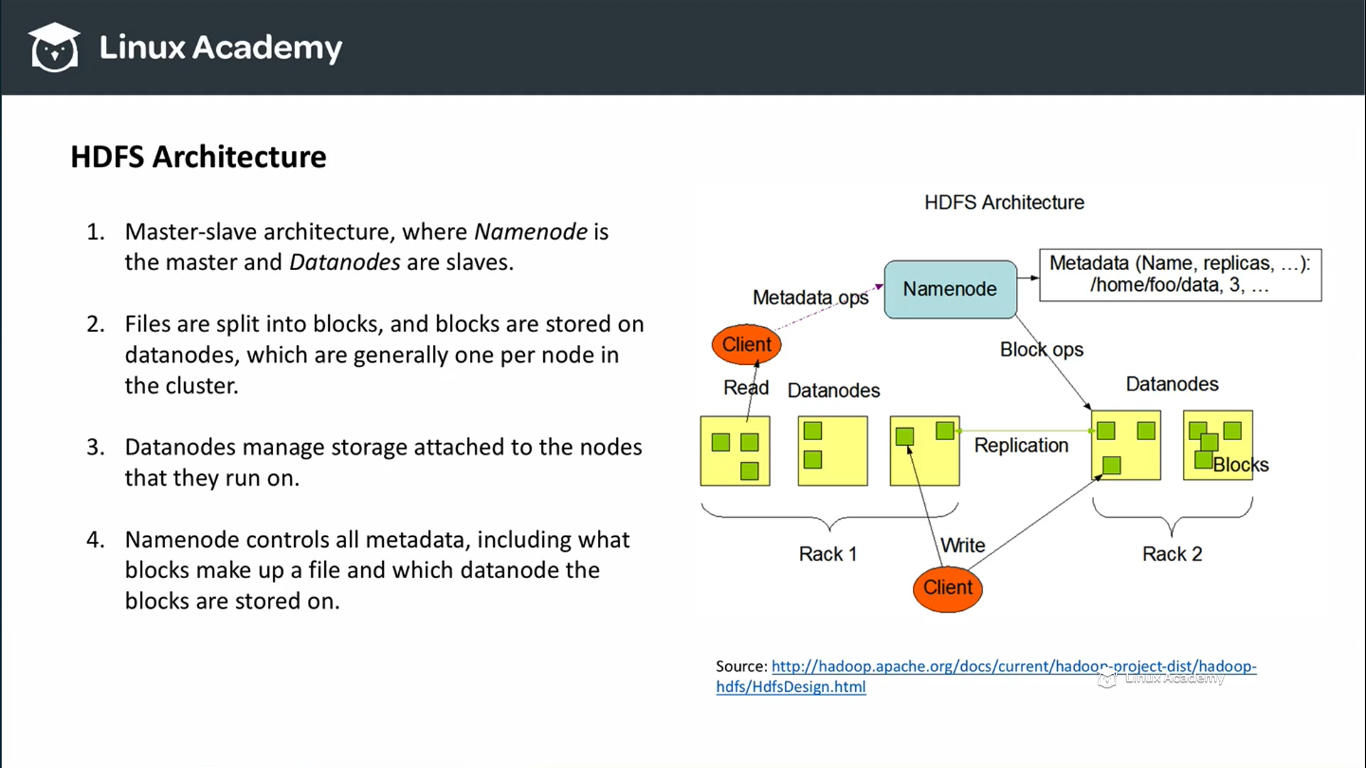 Linux Academy
HDFS Architecture
1. Master-slave architecture, where Namenode is
the master and Datanodes are slaves.
2. Files are split into blocks, and blocks are stored on
datanodes, which are generally one per node in
the cluster.
3. Datanodes manage storage attached to the nodes
that they run on.
4. Namenode controls all metadata, including what
blocks make up a file and which datanode the
blocks are stored on.
HDFS Architecture
Metadata (Name, replicas, ...):
/home/foo/data, 3, ...
Namenode
Metadata ops
Client
Block ops
Read
Datanodes
Datanodes
Replication
Blocks
Rack 1
Write
Rack 2
Client
Source: http://hadoop.apache.org/docs/current/hadoop-project-dist/hadoop-
hdfs/HdfsDesign.html
Linux Academy